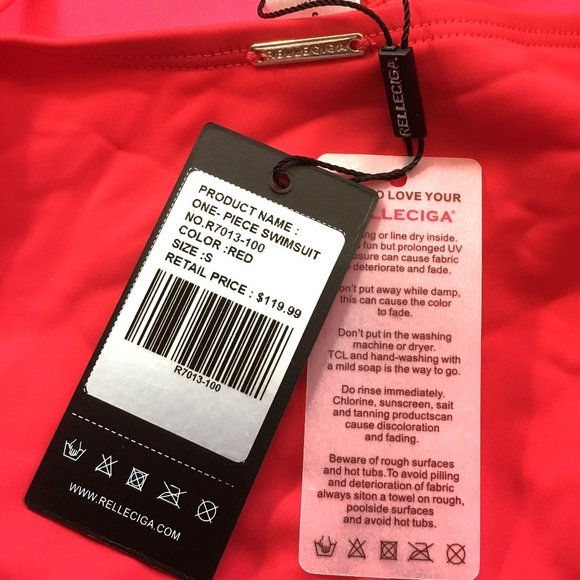 RELLECIGA
RELLECIGA
PRODUCT NAME :
ONE- PIECE SWIMSUIT
NO.R7013-100
COLOR :RED
SIZE :S
RETAIL PRICE : $119.99
R7013-100
WWW.RELLECIGA.COM
O LOVE YOUR
LLECIGA®
ng or line dry inside.
s fun but prolonged UV
osure can cause fabric
o deteriorate and fade.
on't put away while damp,
this can cause the color
to fade.
Don't put in the washing
machine or dryer.
TCL and hand-washing with
a mild soap is the way to go.
Do rinse immediately.
Chlorine, sunscreen, sait
and tanning productscan
cause discoloration
and fading.
Beware of rough surfaces
and hot tubs.To avoid pilling
and deterioration of fabric
always siton a towel on rough,
poolside surfaces
and avoid hot tubs.